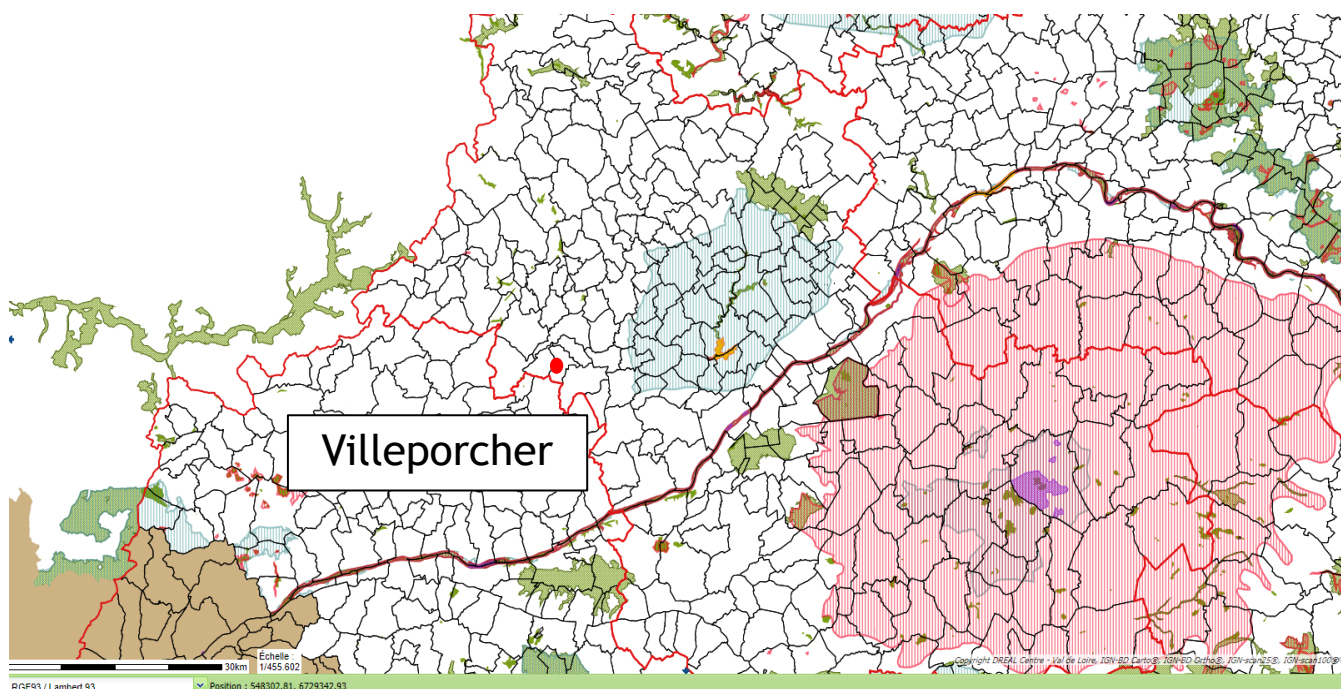 Villeporcher
Échelle :
30km 1/455.602
Copyright DREAL Centre - Val de Loire, IGN-BD Carto®, IGN-BD Ortho®, IGN-scan25®, IGN-scan100®
RGF93 / Lambert 93 Position : 548302.81, 6729342.93